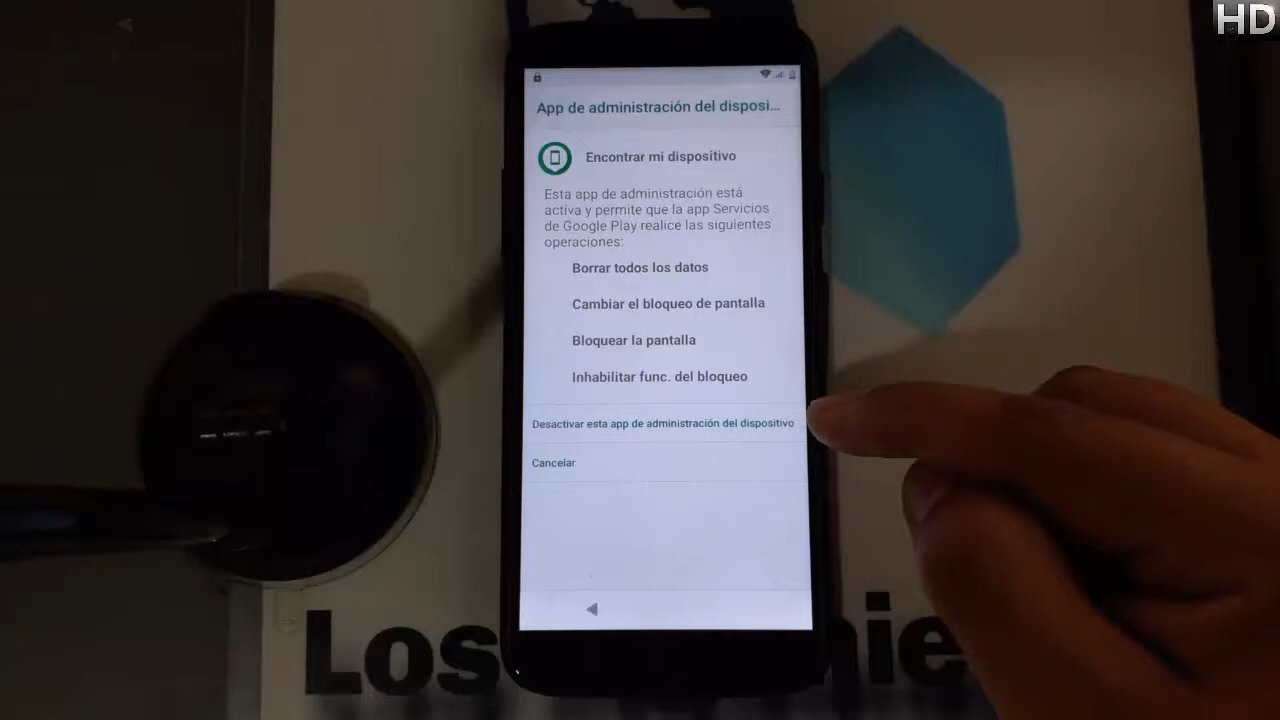 HD
App de administración del disposi...
Encontrar mi dispositivo
Esta app de administración está
activa y permite que la app Servicios
de Google Play realice las siguientes
operaciones:
Borrar todos los datos
Cambiar el bloqueo de pantalla
Bloquear la pantalla
Inhabilitar func. del bloqueo
Desactivar esta app de administración del dispositivo
Cancelar
Los